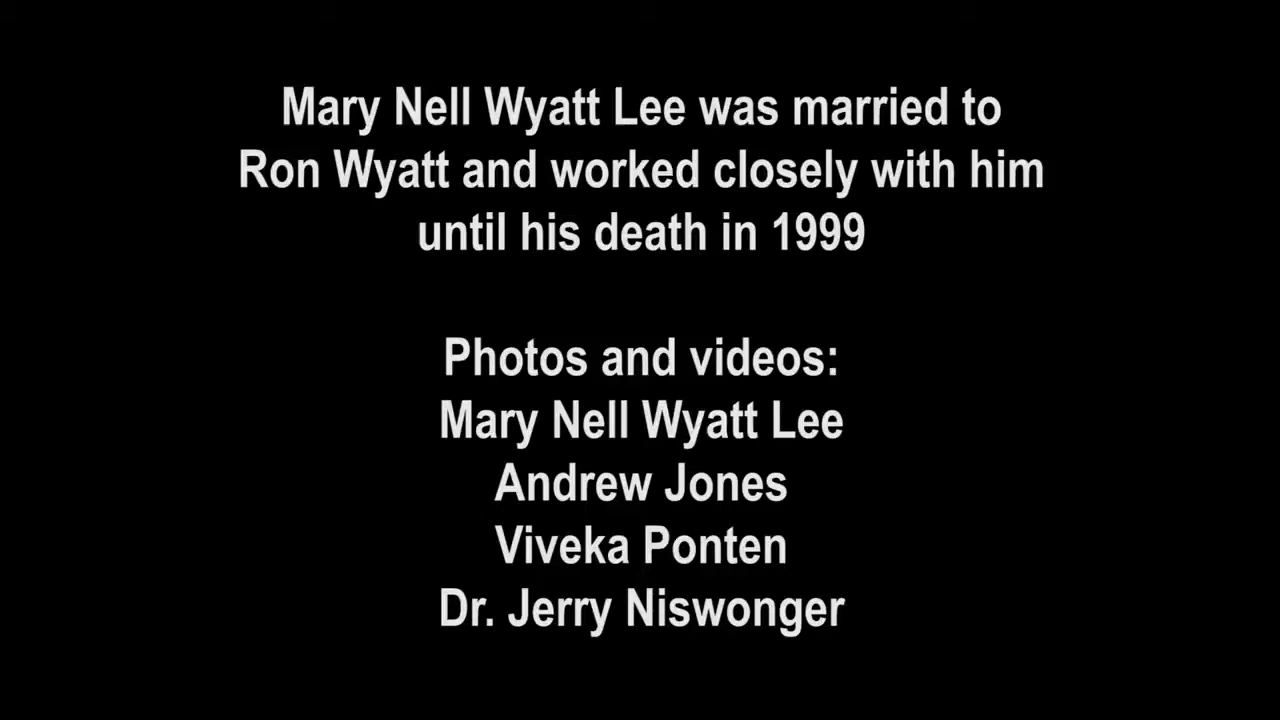 Mary Nell Wyatt Lee was married to
Ron Wyatt and worked closely with him
until his death in 1999
Photos and videos:
Mary Nell Wyatt Lee
Andrew Jones
Viveka Ponten
Dr. Jerry Niswonger